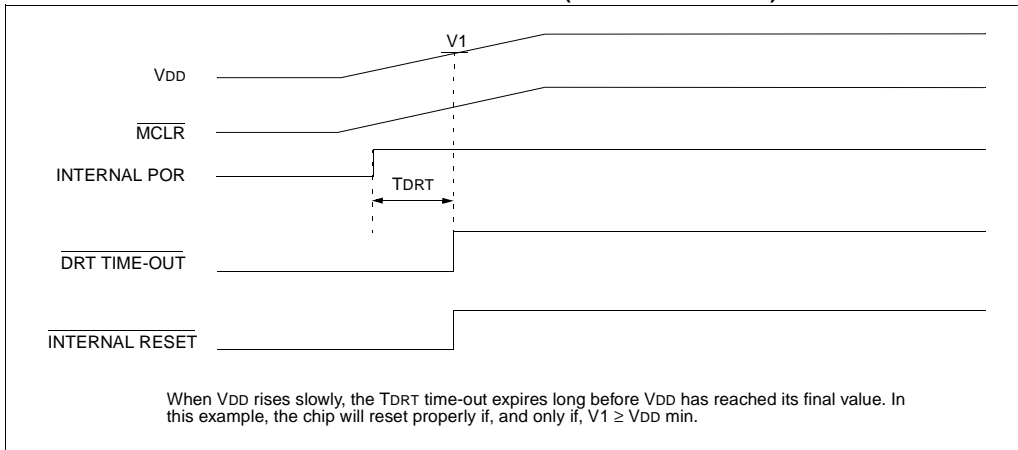 V1
VDD
MCLR
INTERNAL POR
TDRT
DRT TIME-OUT
INTERNAL RESET
When VDD rises slowly, the TDRT time-out expires long before VDD has reached its final value. In
this example, the chip will reset properly if, and only if, V1 ≥ VDD min.